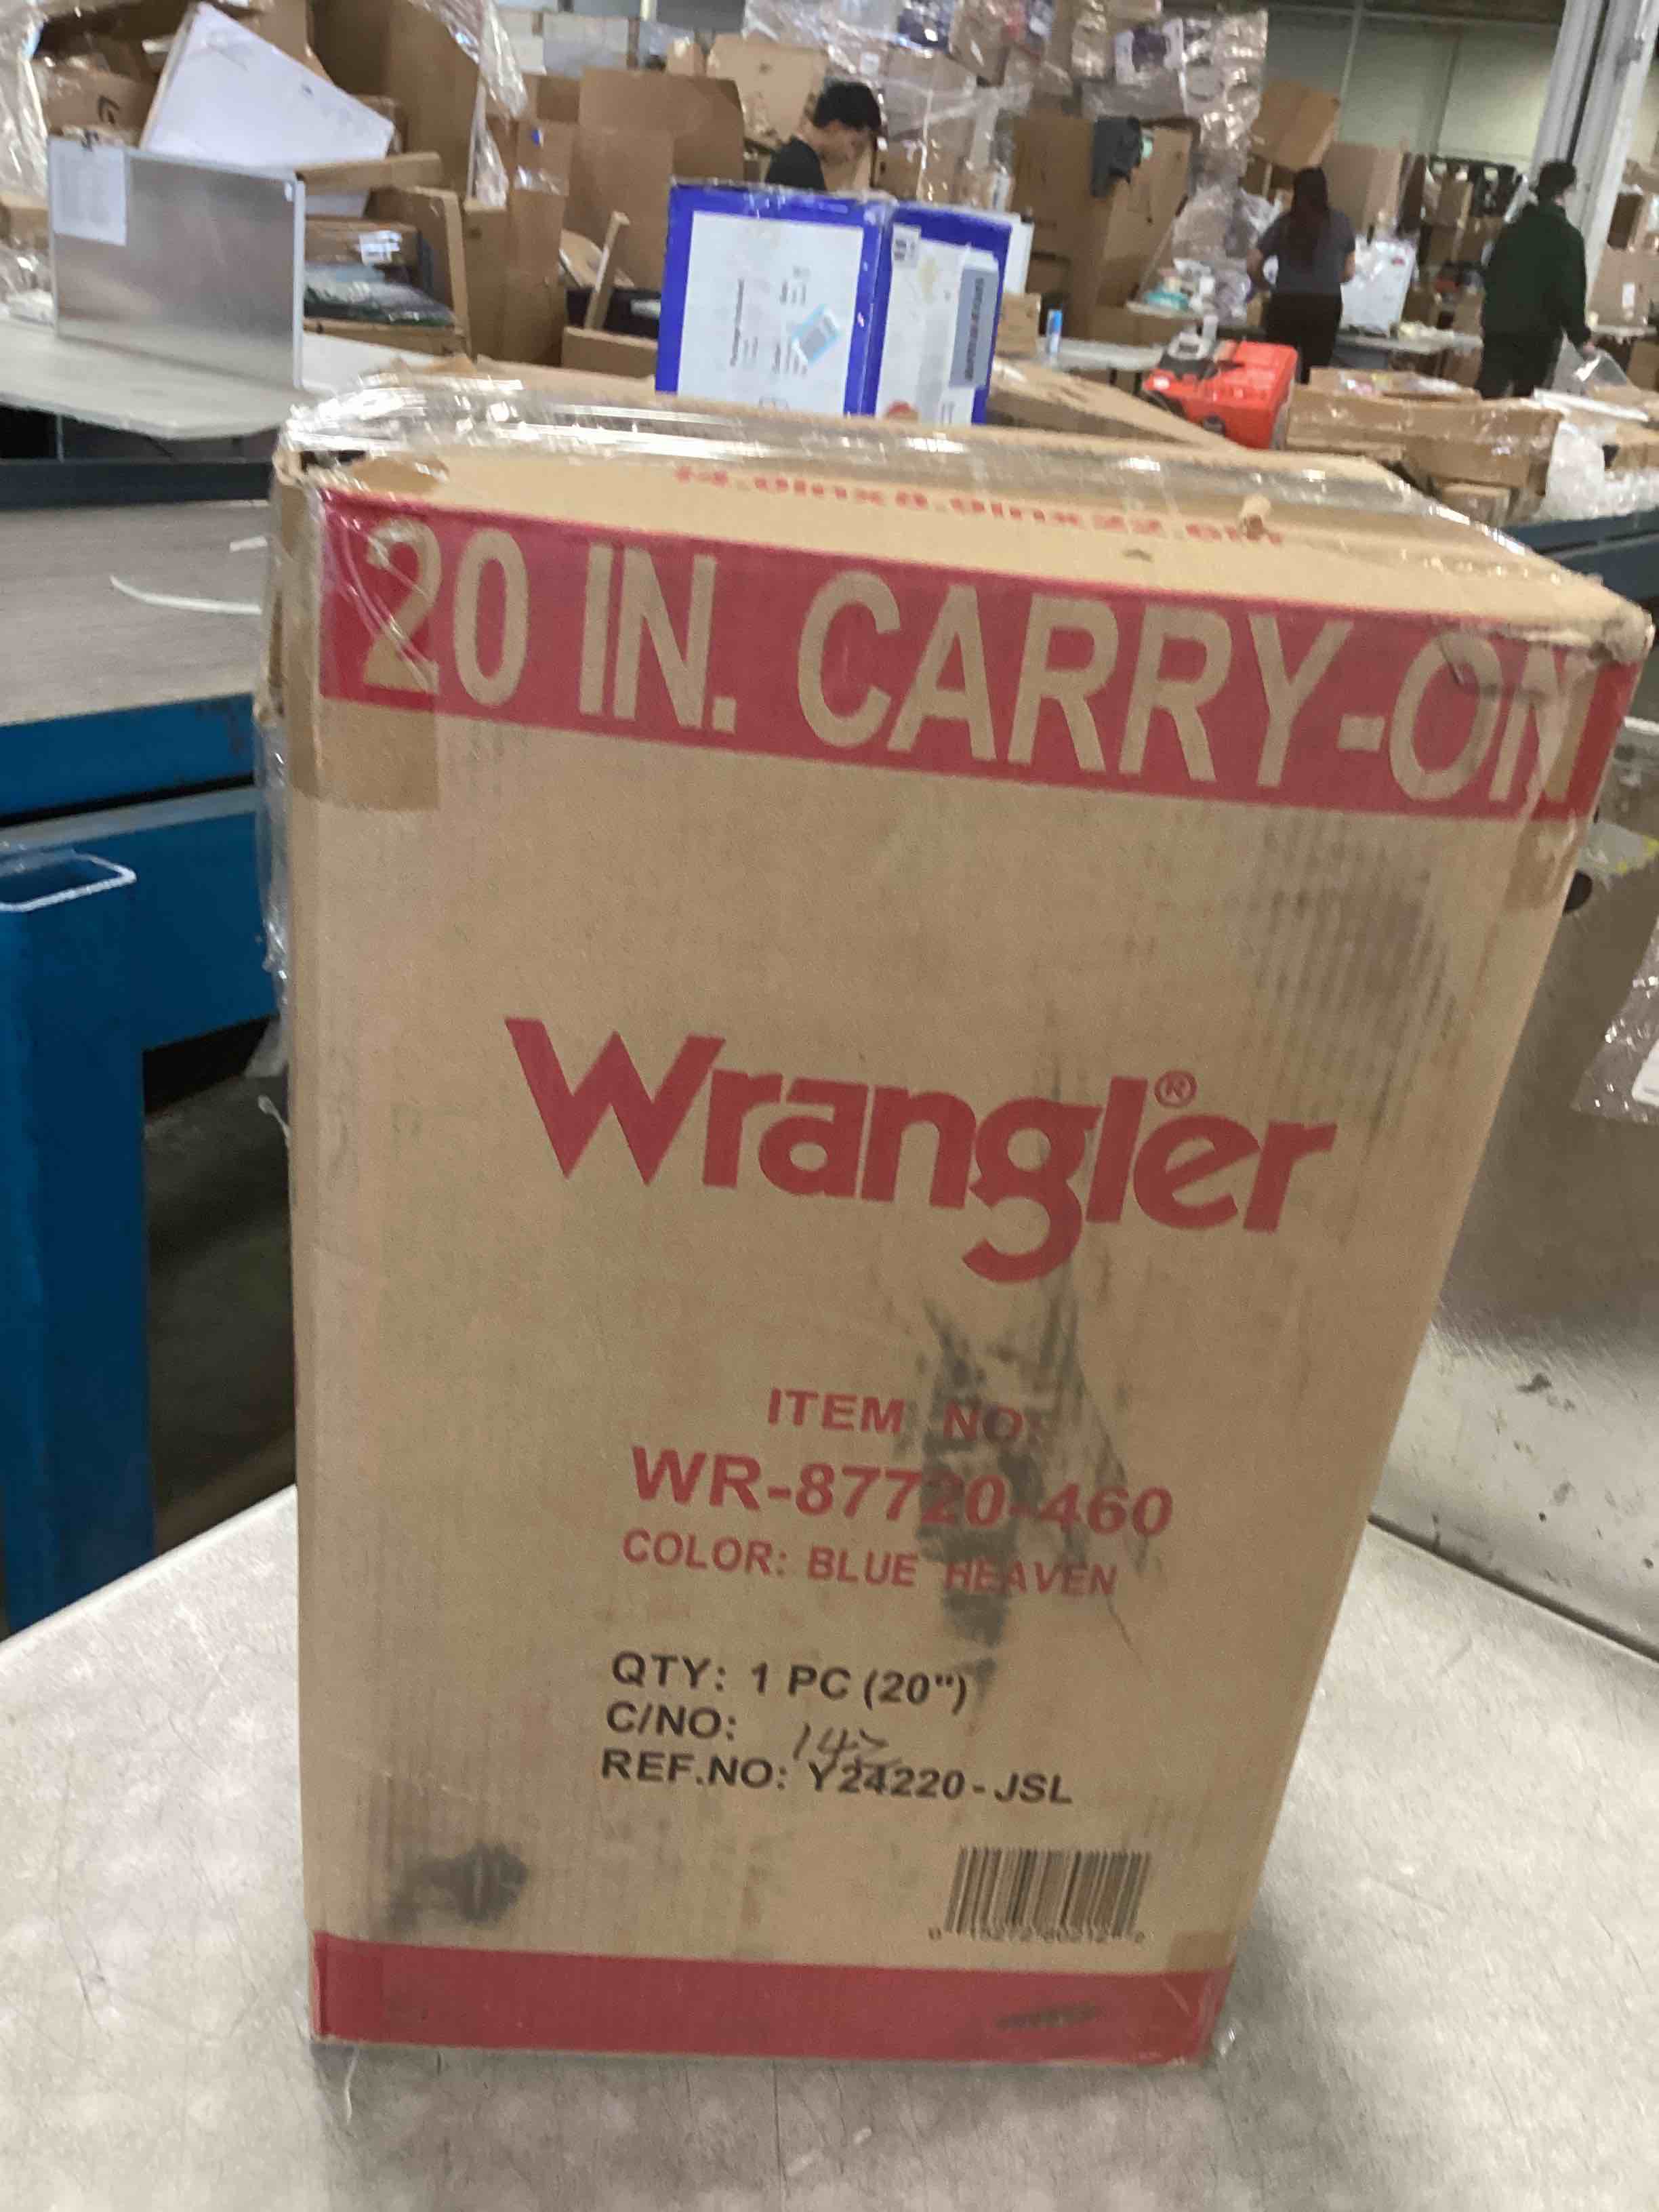 20 IN. CARRY-ON
Wrangler®
ITEM NO.
WR-87720-460
COLOR: BLUE HEAVEN
QTY: 1 PC (20")
C/NO: 145
REF.NO: Y24220-JSL